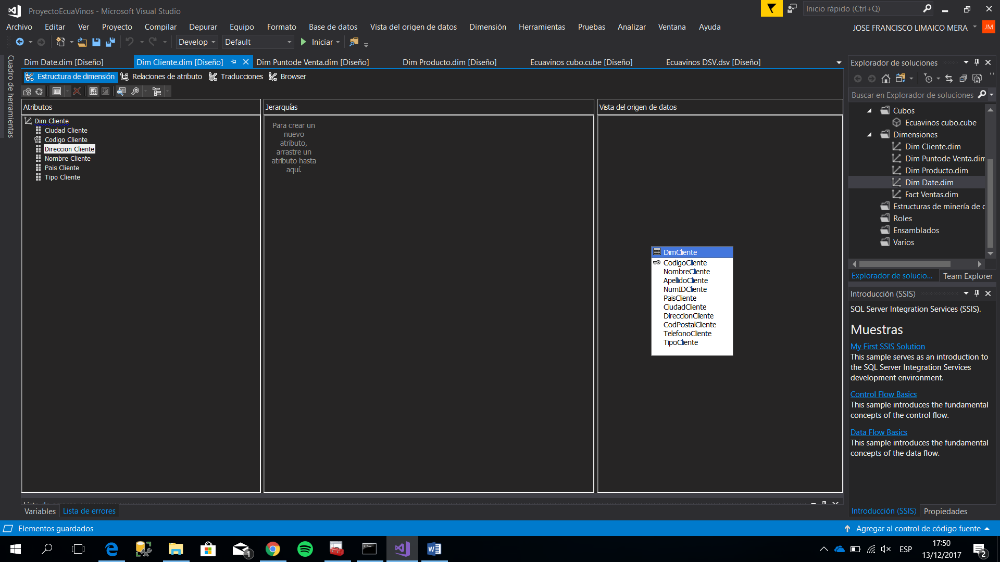 ProyectoEcuaVinos - Microsoft Visual Studio
Inicio rápido (Ctrl+Q)
Archivo Editar Ver Proyecto Compilar Depurar Equipo Formato Base de datos Vista del origen de datos Dimensión Herramientas Pruebas Analizar Ventana Ayuda
JOSE FRANCISCO LIMAICO MERA JM
Develop Default Iniciar
Cuadro de herramientas
Dim Date.dim [Diseño] Dim Cliente.dim [Diseño] Dim Puntode Venta.dim [Diseño] Dim Producto.dim [Diseño] Ecuavinos cubo.cube [Diseño] Ecuavinos DSV.dsv [Diseño]
Estructura de dimensión Relaciones de atributo Traducciones Browser
Atributos
Dim Cliente
Ciudad Cliente
Codigo Cliente
Direccion Cliente
Nombre Cliente
Pais Cliente
Tipo Cliente
Jerarquías
Para crear un
nuevo
atributo,
arrastre un
atributo hasta
aquí.
Vista del origen de datos
DimCliente
CodigoCliente
NombreCliente
ApellidoCliente
NumIDCliente
PaisCliente
CiudadCliente
DireccionCliente
CodPostalCliente
TelefonoCliente
TipoCliente
Explorador de soluciones
Buscar en Explorador de soluciones
Cubos
Ecuavinos cubo.cube
Dimensiones
Dim Cliente.dim
Dim Puntode Venta.dim
Dim Producto.dim
Dim Date.dim
Fact Ventas.dim
Estructuras de minería de
Roles
Ensamblados
Varios
Explorador de solucio... Team Explorer
Introducción (SSIS)
SQL Server Integration Services (SSIS).
Muestras
My First SSIS Solution
This sample serves as an introduction to
the SQL Server Integration Services
development environment.
Control Flow Basics
This sample introduces the fundamental
concepts of the control flow.
Data Flow Basics
This sample introduces the fundamental
concepts of the data flow.
Introducción (SSIS) Propiedades
Lista de errores
Variables Lista de errores
Elementos guardados
Agregar al control de código fuente
1
ESP
17:50
13/12/2017
2